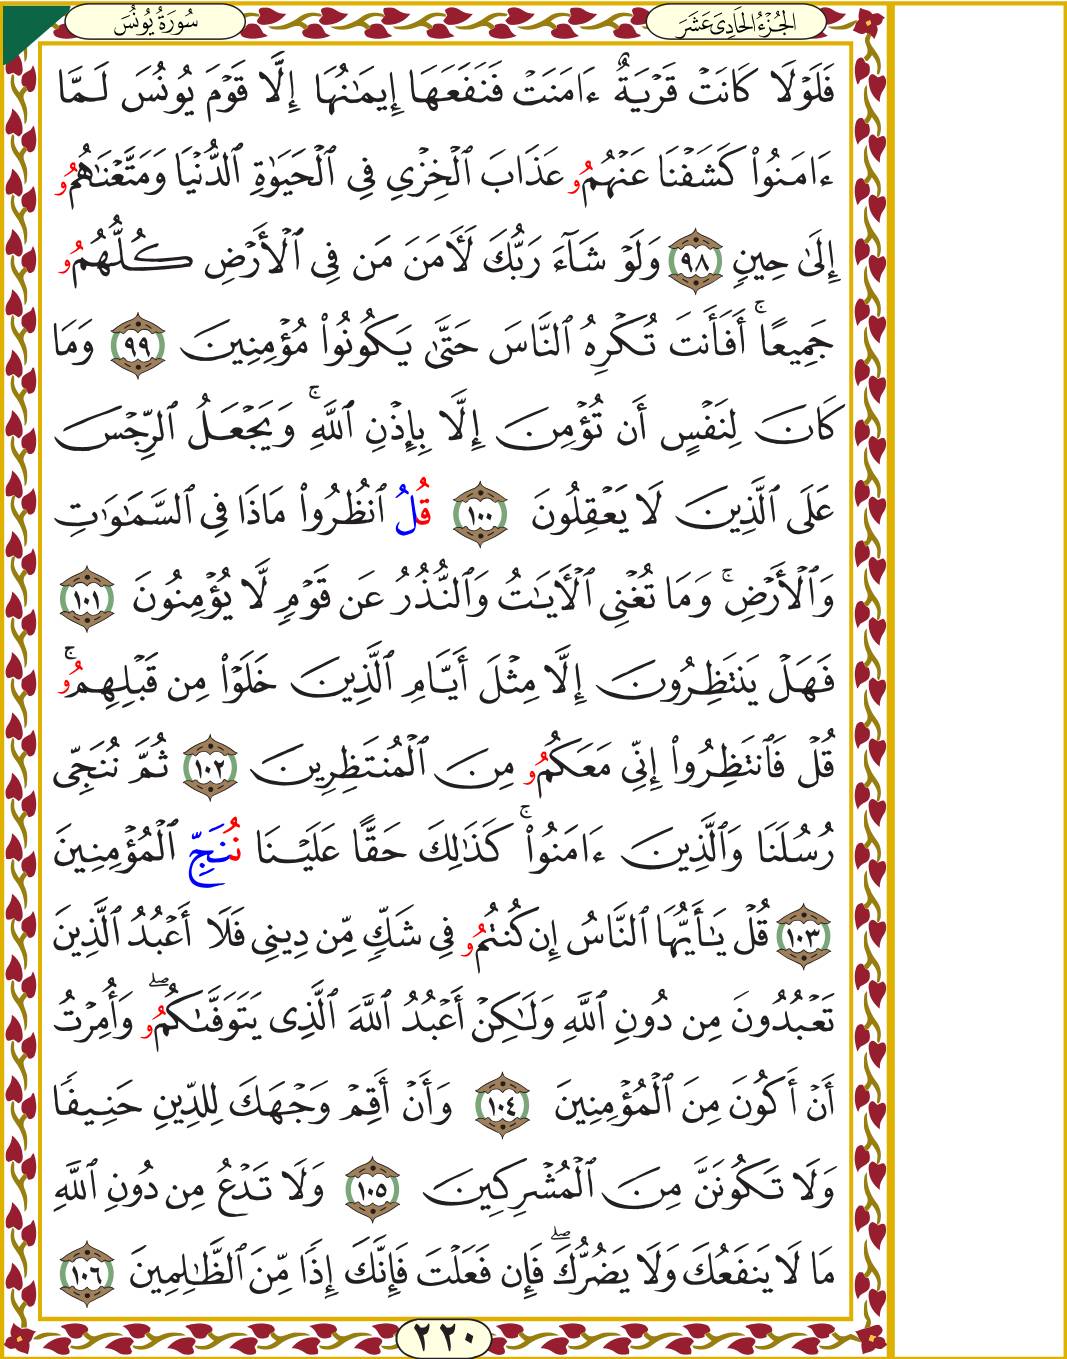 الجُزْءُ الحَادِىَ عَشَرَ
سُورَةُ يُونُسَ
فَلَوْلَا كَانَتْ قَرْيَةٌ ءَامَنَتْ فَنَفَعَهَا إِيمَـٰنُهَا إِلَّا قَوْمَ يُونُسَ لَمَّا
ءَامَنُوا۟ كَشَفْنَا عَنْهُمُو عَذَابَ ٱلْخِزْىِ فِى ٱلْحَيَوٰةِ ٱلدُّنْيَا وَمَتَّعْنَـٰهُمُو
إِلَىٰ حِينٍ ٩٨ وَلَوْ شَآءَ رَبُّكَ لَـَٔامَنَ مَن فِى ٱلْأَرْضِ كُلُّهُمُو
جَمِيعًا ۚ أَفَأَنتَ تُكْرِهُ ٱلنَّاسَ حَتَّىٰ يَكُونُوا۟ مُؤْمِنِينَ ٩٩ وَمَا
كَانَ لِنَفْسٍ أَن تُؤْمِنَ إِلَّا بِإِذْنِ ٱللَّهِ ۚ وَيَجْعَلُ ٱلرِّجْسَ
عَلَى ٱلَّذِينَ لَا يَعْقِلُونَ ١٠٠ قُلُ ٱنظُرُوا۟ مَاذَا فِى ٱلسَّمَـٰوَٰتِ
وَٱلْأَرْضِ ۚ وَمَا تُغْنِى ٱلْـَٔايَـٰتُ وَٱلنُّذُرُ عَن قَوْمٍ لَّا يُؤْمِنُونَ ١٠١
فَهَلْ يَنتَظِرُونَ إِلَّا مِثْلَ أَيَّامِ ٱلَّذِينَ خَلَوْا۟ مِن قَبْلِهِمُو ۚ
قُلْ فَٱنتَظِرُوٓا۟ إِنِّى مَعَكُمُو مِنَ ٱلْمُنتَظِرِينَ ١٠٢ ثُمَّ نُنَجِّى
رُسُلَنَا وَٱلَّذِينَ ءَامَنُوا۟ ۚ كَذَٰلِكَ حَقًّا عَلَيْنَا نُنَجِّ ٱلْمُؤْمِنِينَ
١٠٣ قُلْ يَـٰٓأَيُّهَا ٱلنَّاسُ إِن كُنتُمُو فِى شَكٍّ مِّن دِينِى فَلَا أَعْبُدُ ٱلَّذِينَ
تَعْبُدُونَ مِن دُونِ ٱللَّهِ وَلَـٰكِنْ أَعْبُدُ ٱللَّهَ ٱلَّذِى يَتَوَفَّىٰكُمُو ۖ وَأُمِرْتُ
أَنْ أَكُونَ مِنَ ٱلْمُؤْمِنِينَ ١٠٤ وَأَنْ أَقِمْ وَجْهَكَ لِلدِّينِ حَنِيفًا
وَلَا تَكُونَنَّ مِنَ ٱلْمُشْرِكِينَ ١٠٥ وَلَا تَدْعُ مِن دُونِ ٱللَّهِ
مَا لَا يَنفَعُكَ وَلَا يَضُرُّكَ ۖ فَإِن فَعَلْتَ فَإِنَّكَ إِذًا مِّنَ ٱلظَّـٰلِمِينَ ١٠٦
٢٢٠